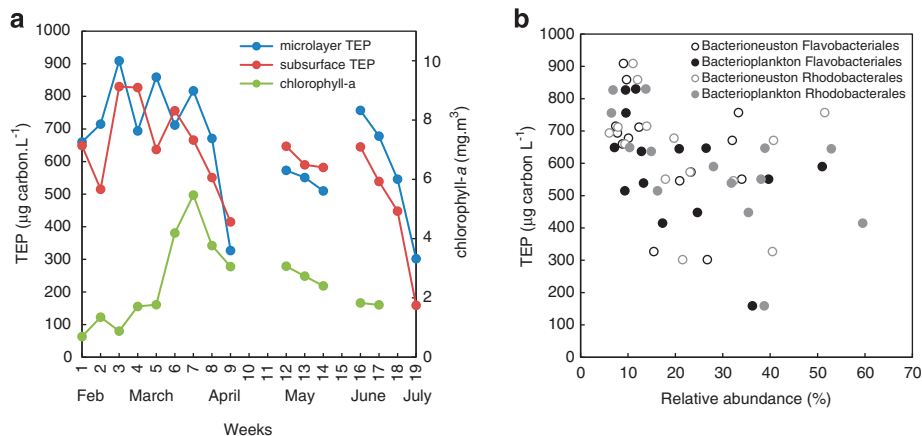 a
1000
900
800
700
600
500
400
300
200
100
0
TEP (µg carbon L⁻¹)
microlayer TEP
subsurface TEP
chlorophyll-a
10
8
6
4
2
0
chlorophyll-a (mg.m³)
1 2 3 4 5 6 7 8 9 10 11 12 13 14 15 16 17 18 19
Feb March April May June July
Weeks
b
1000
900
800
700
600
500
400
300
200
100
0
TEP (µg carbon L⁻¹)
Bacterioneuston Flavobacteriales
Bacterioplankton Flavobacteriales
Bacterioneuston Rhodobacterales
Bacterioplankton Rhodobacterales
0 10 20 30 40 50 60 70
Relative abundance (%)